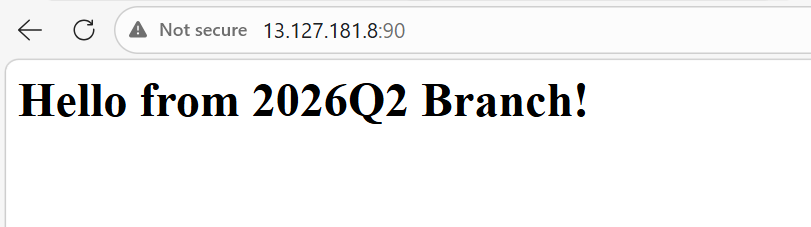 Not secure 13.127.181.8:90
Hello from 2026Q2 Branch!